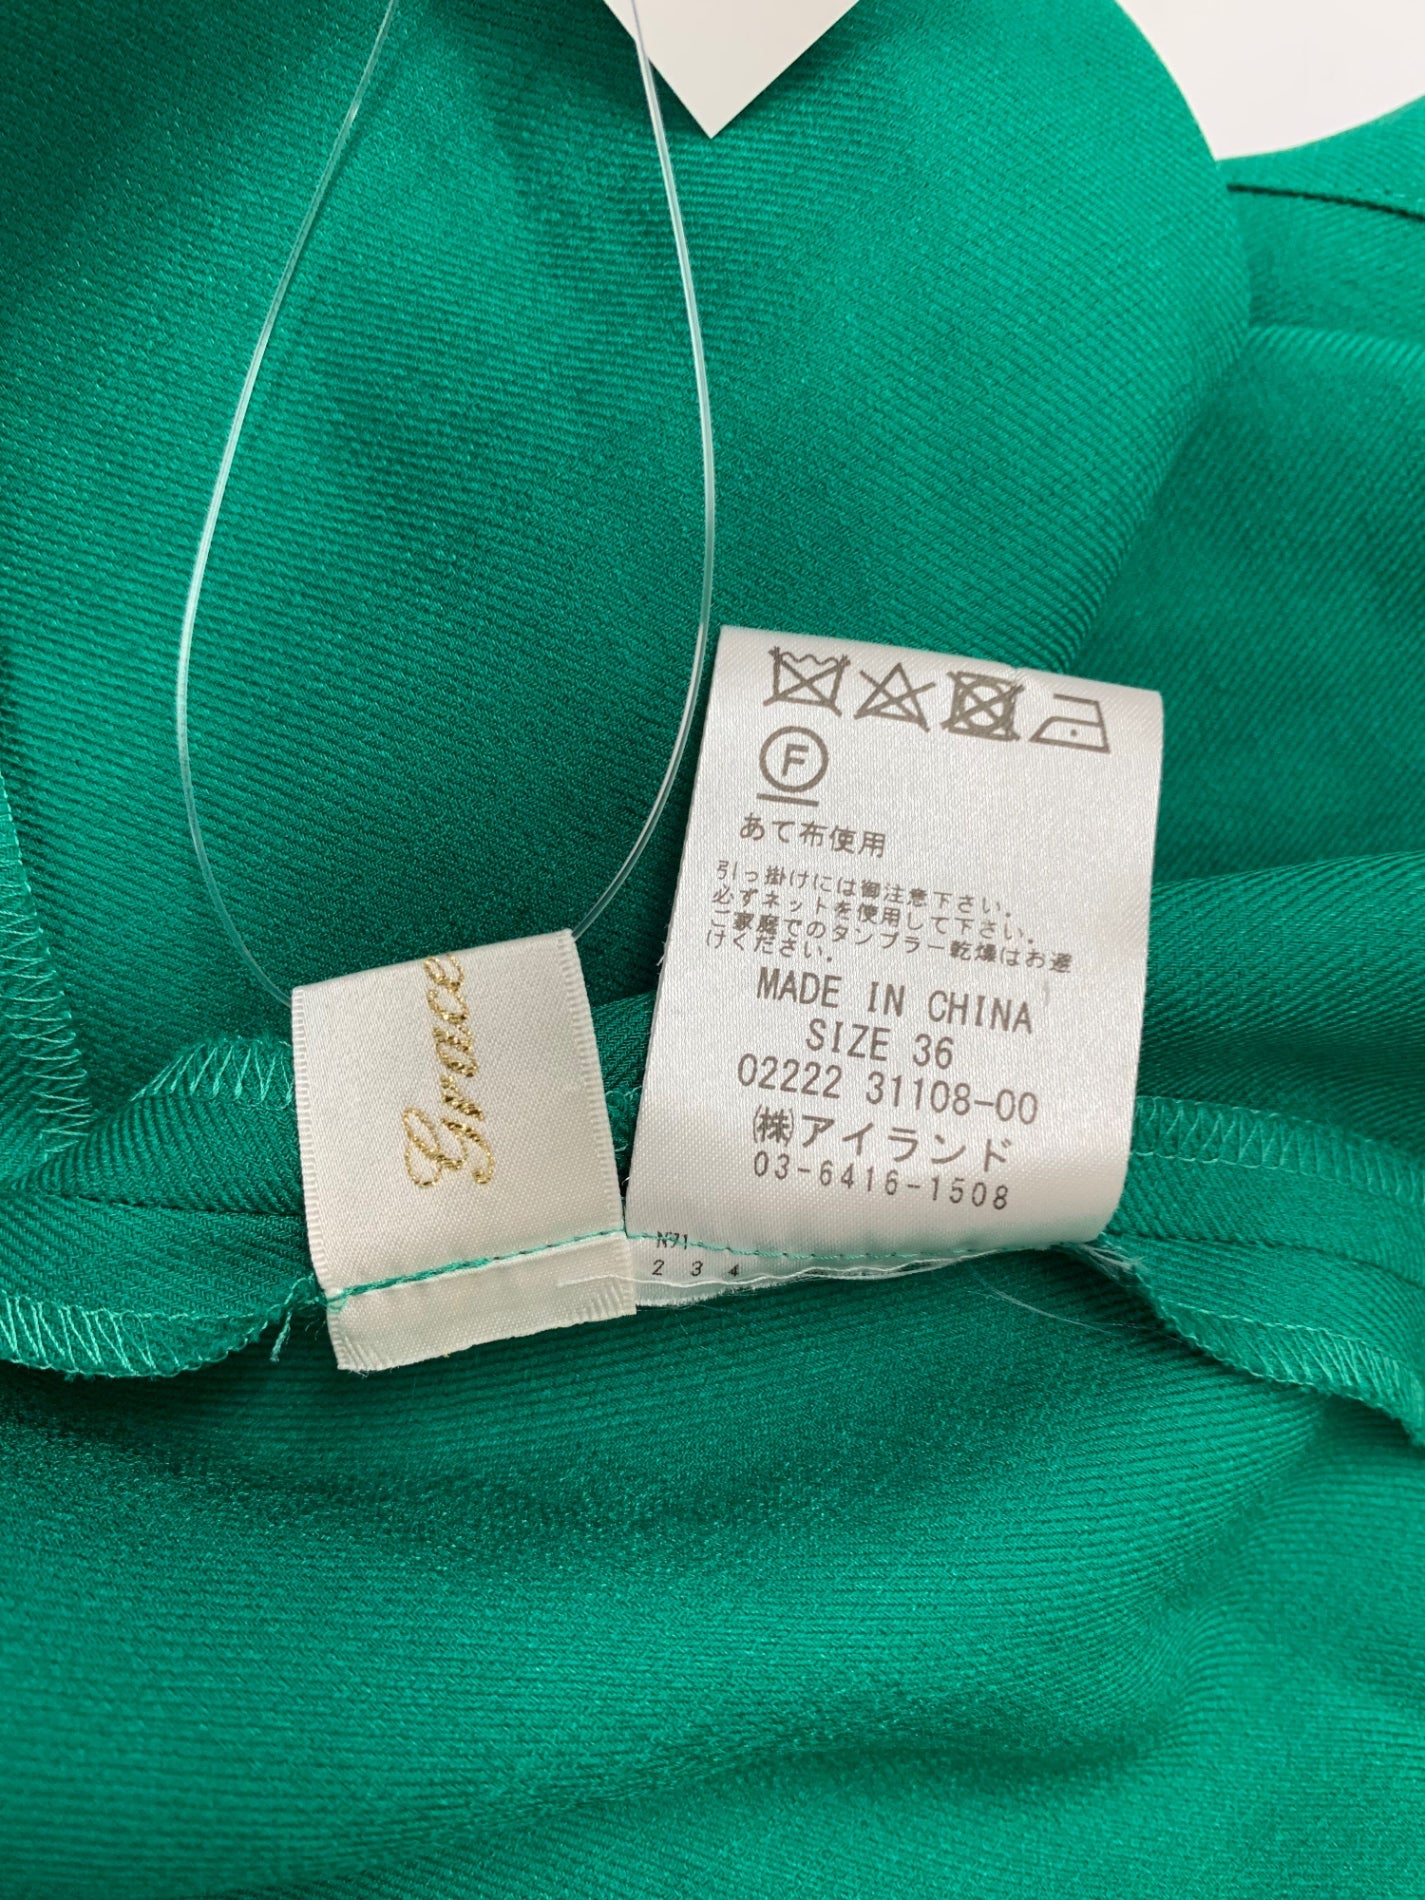 F
あて布使用
引っ掛けには御注意下さい。
必ずネットを使用して下さい。
ご家庭でのタンブラー乾燥はお避
けください。
MADE IN CHINA
SIZE 36
02222 31108-00
㈱アイランド
03-6416-1508
N71
2 3 4
Grace